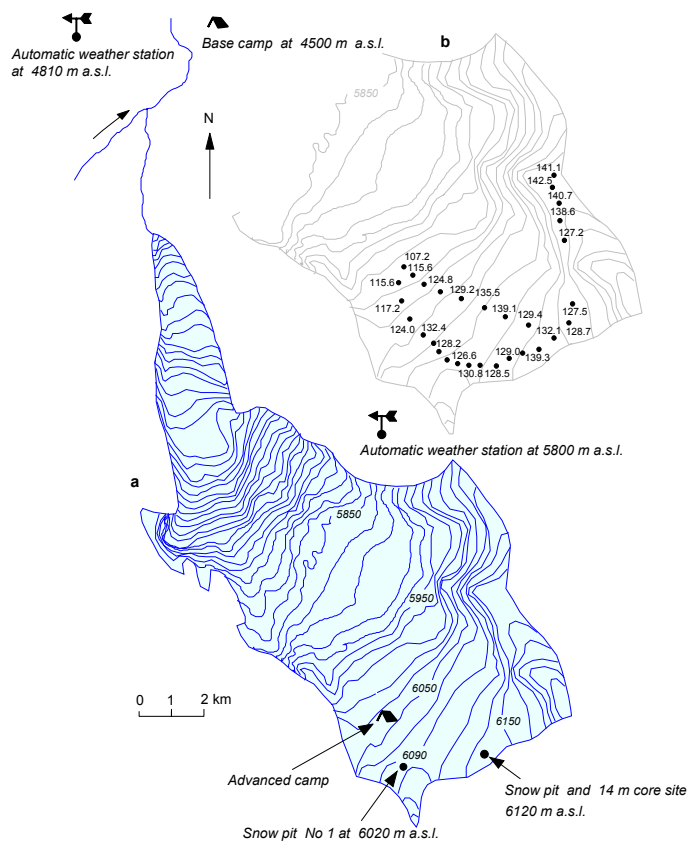 Automatic weather station
at 4810 m a.s.l.
Base camp at 4500 m a.s.l.
b
N
5850
141.1
142.5
140.7
138.6
127.2
107.2
115.6
115.6
124.8
129.2
135.5
117.2
139.1
129.4
127.5
124.0
132.4
132.1
128.7
128.2
129.0
126.6
139.3
130.8
128.5
Automatic weather station at 5800 m a.s.l.
a
5850
5950
6050
0 1 2 km
6150
6090
Advanced camp
Snow pit and 14 m core site
6120 m a.s.l.
Snow pit No 1 at 6020 m a.s.l.